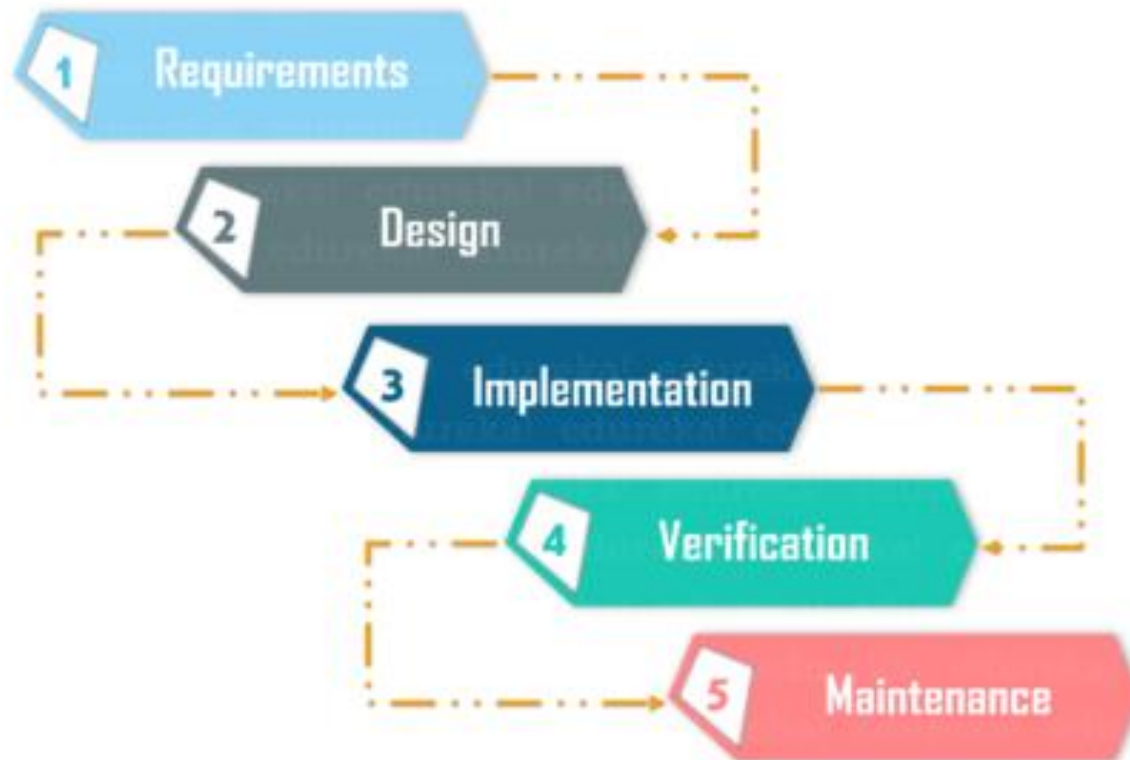 1 Requirements
2 Design
3 Implementation
4 Verification
5 Maintenance